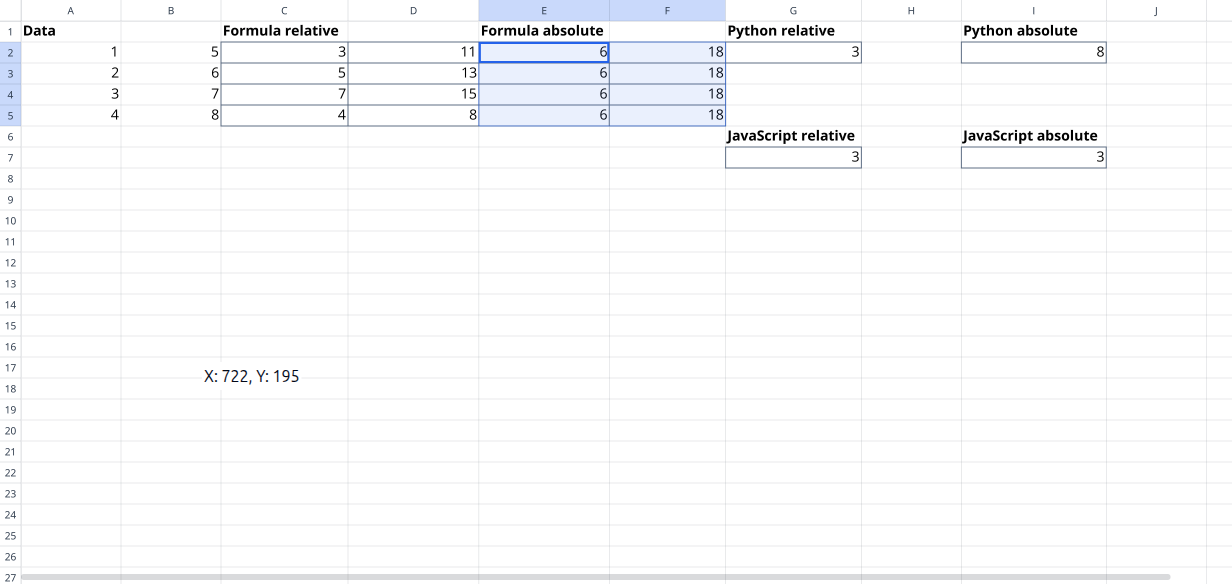 A B C D E F G H I J
1 Data Formula relative Formula absolute Python relative Python absolute
2 1 5 3 11 6 18 3 8
3 2 6 5 13 6 18
4 3 7 7 15 6 18
5 4 8 4 8 6 18
6 JavaScript relative JavaScript absolute
7 3 3
8
9
10
11
12
13
14
15
16
17
X: 722, Y: 195
18
19
20
21
22
23
24
25
26
27